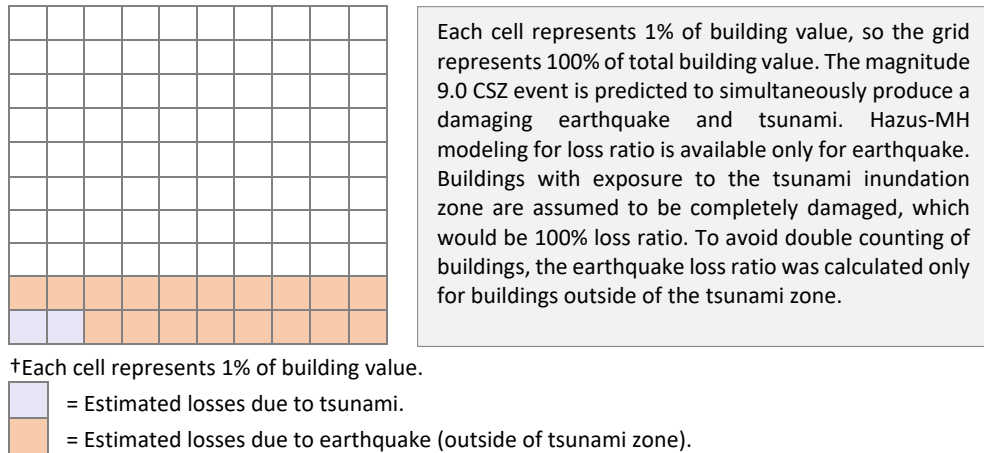 Each cell represents 1% of building value, so the grid
represents 100% of total building value. The magnitude
9.0 CSZ event is predicted to simultaneously produce a
damaging earthquake and tsunami. Hazus-MH
modeling for loss ratio is available only for earthquake.
Buildings with exposure to the tsunami inundation
zone are assumed to be completely damaged, which
would be 100% loss ratio. To avoid double counting of
buildings, the earthquake loss ratio was calculated only
for buildings outside of the tsunami zone.
†Each cell represents 1% of building value.
= Estimated losses due to tsunami.
= Estimated losses due to earthquake (outside of tsunami zone).